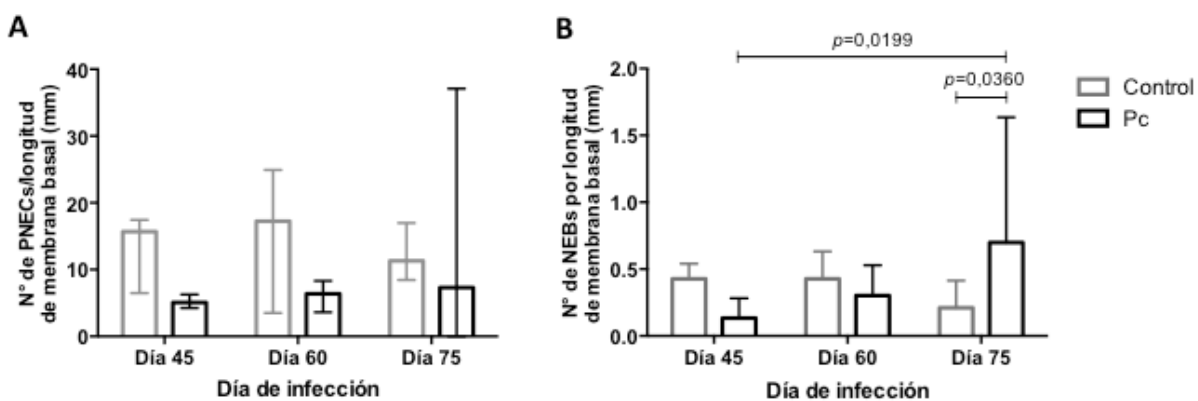 A
N° de PNECs/longitud
de membrana basal (mm)
40
30
20
10
0
Día 45
Día 60
Día 75
Día de infección
B
N° de NEBs por longitud
de membrana basal (mm)
2.0
1.5
1.0
0.5
0.0
p=0,0199
p=0,0360
Día 45
Día 60
Día 75
Día de infección
Control
Pc